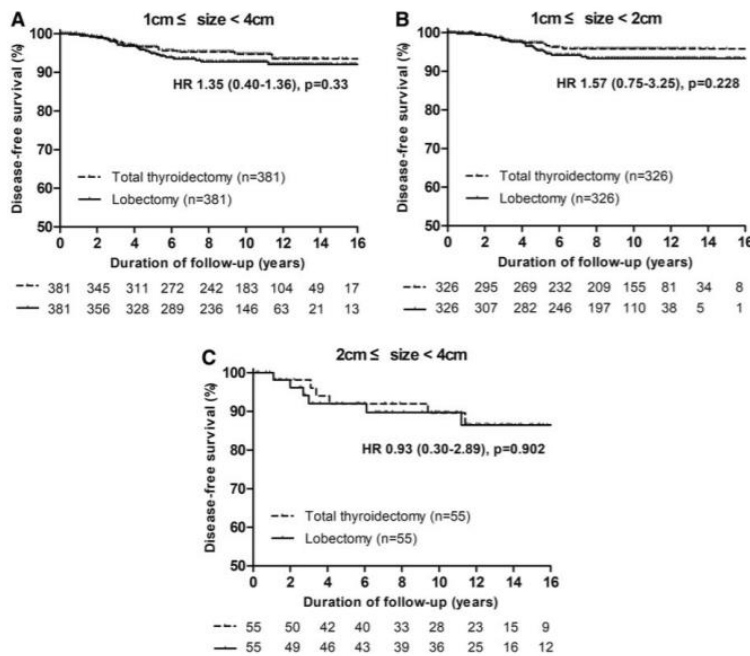 A
1cm ≤ size < 4cm
Disease-free survival (%)
100
90
80
70
60
50
HR 1.35 (0.40-1.36), p=0.33
Total thyroidectomy (n=381)
Lobectomy (n=381)
0 2 4 6 8 10 12 14 16
Duration of follow-up (years)
381 345 311 272 242 183 104 49 17
381 356 328 289 236 146 63 21 13
B
1cm ≤ size < 2cm
Disease-free survival (%)
100
90
80
70
60
50
HR 1.57 (0.75-3.25), p=0.228
Total thyroidectomy (n=326)
Lobectomy (n=326)
0 2 4 6 8 10 12 14 16
Duration of follow-up (years)
326 295 269 232 209 155 81 34 8
326 307 282 246 197 110 38 5 1
C
2cm ≤ size < 4cm
Disease-free survival (%)
100
90
80
70
60
50
HR 0.93 (0.30-2.89), p=0.902
Total thyroidectomy (n=55)
Lobectomy (n=55)
0 2 4 6 8 10 12 14 16
Duration of follow-up (years)
55 50 42 40 33 28 23 15 9
55 49 46 43 39 36 25 16 12